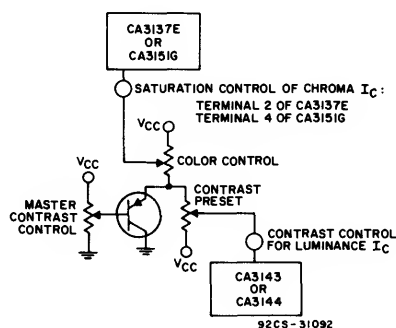 CA3137E
OR
CA3151G
SATURATION CONTROL OF CHROMA IC:
TERMINAL 2 OF CA3137E
TERMINAL 4 OF CA3151G
VCC
COLOR CONTROL
VCC
MASTER
CONTRAST
CONTROL
CONTRAST
PRESET
VCC
CONTRAST CONTROL
FOR LUMINANCE IC
CA3143
OR
CA3144
92CS-31092